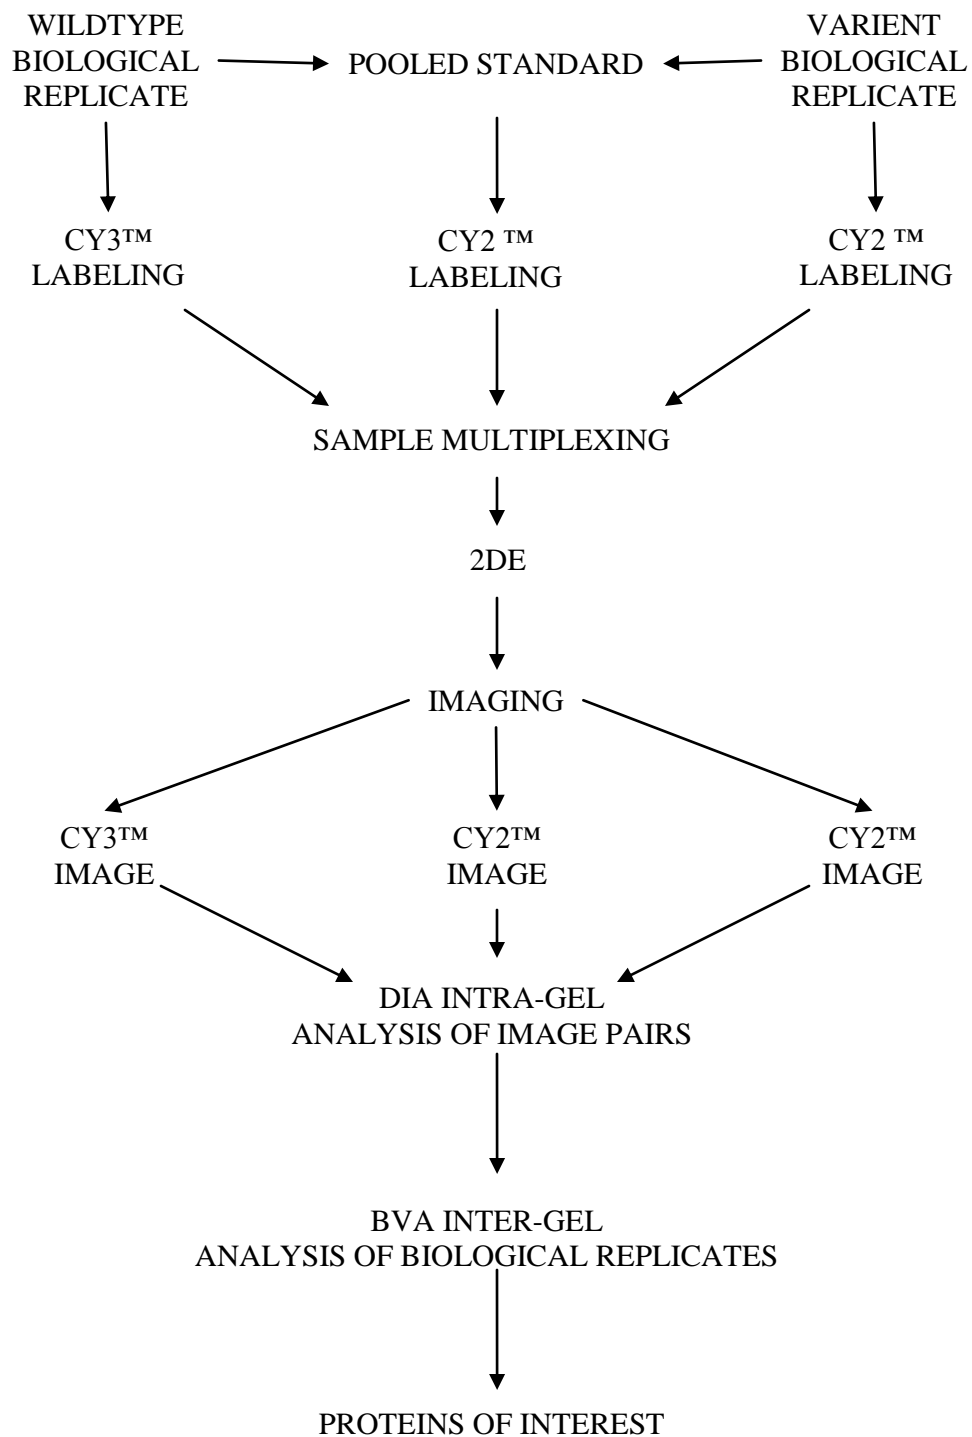 WILDTYPE
BIOLOGICAL
REPLICATE
POOLED STANDARD
VARIENT
BIOLOGICAL
REPLICATE
CY3™
LABELING
CY2 ™
LABELING
CY2 ™
LABELING
SAMPLE MULTIPLEXING
2DE
IMAGING
CY3™
IMAGE
CY2™
IMAGE
CY2™
IMAGE
DIA INTRA-GEL
ANALYSIS OF IMAGE PAIRS
BVA INTER-GEL
ANALYSIS OF BIOLOGICAL REPLICATES
PROTEINS OF INTEREST